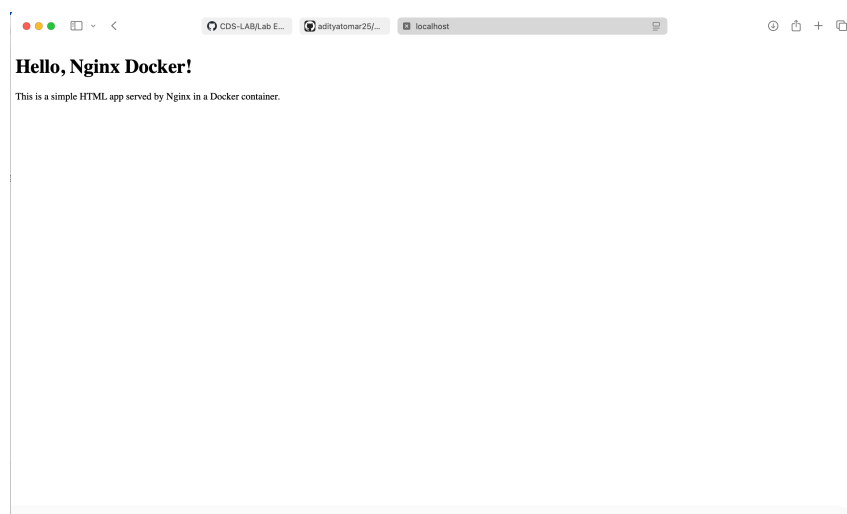 CDS-LAB/Lab E...
adityatomar25/...
localhost
Hello, Nginx Docker!
This is a simple HTML app served by Nginx in a Docker container.